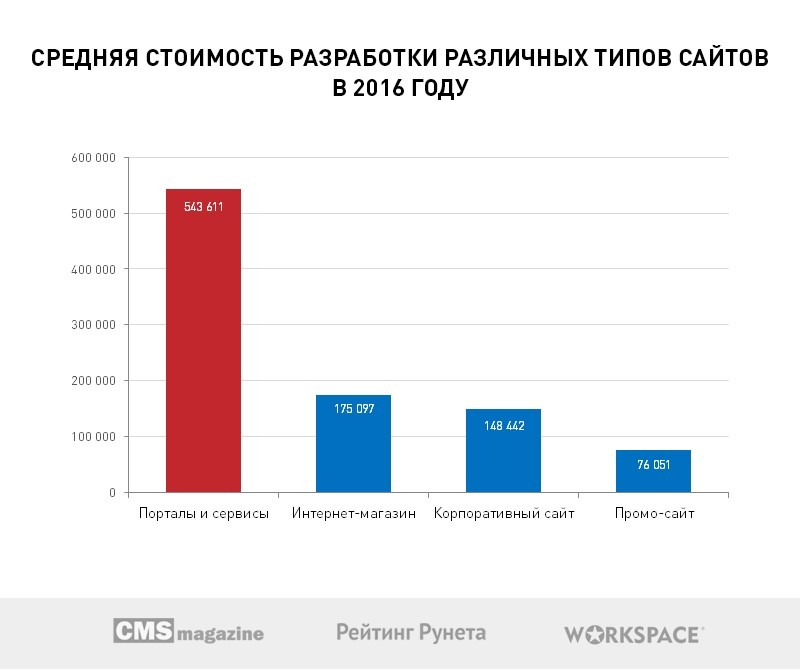 СРЕДНЯЯ СТОИМОСТЬ РАЗРАБОТКИ РАЗЛИЧНЫХ ТИПОВ САЙТОВ
В 2016 ГОДУ
600 000
500 000
400 000
300 000
200 000
100 000
0
543 611
175 097
148 442
76 051
Порталы и сервисы
Интернет-магазин
Корпоративный сайт
Промо-сайт
CMSmagazine
Рейтинг Рунета
WORKSPACE